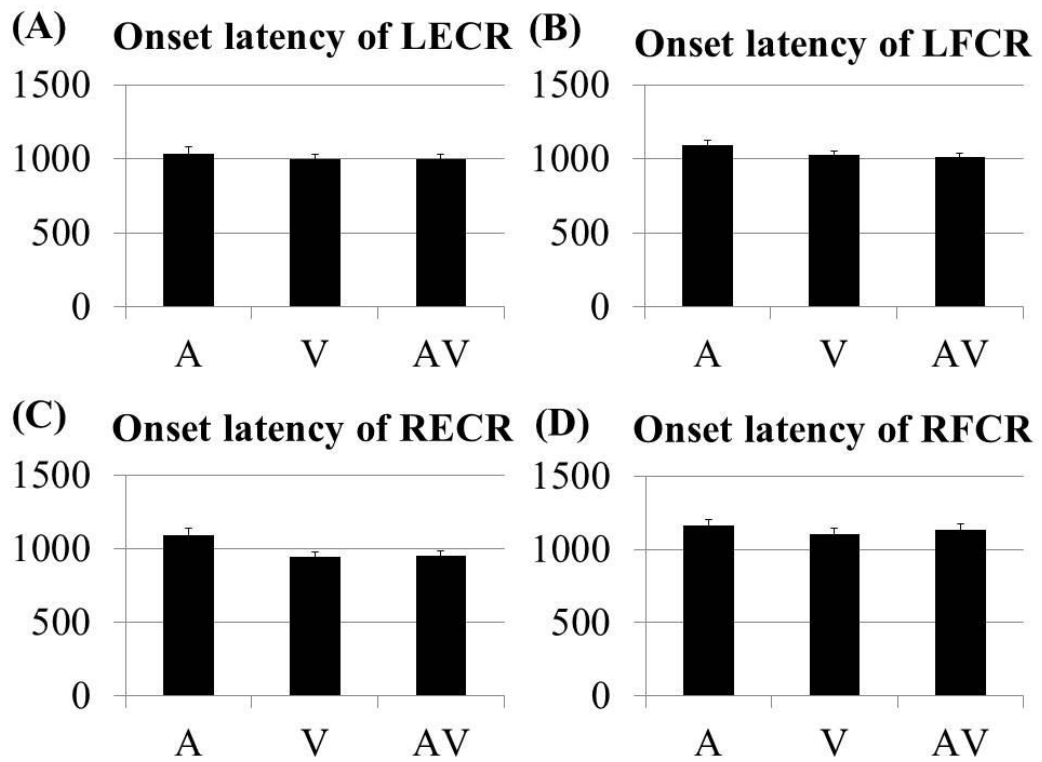 (A) Onset latency of LECR
1500
1000
500
0
A V AV
(B) Onset latency of LFCR
1500
1000
500
0
A V AV
(C) Onset latency of RECR
1500
1000
500
0
A V AV
(D) Onset latency of RFCR
1500
1000
500
0
A V AV